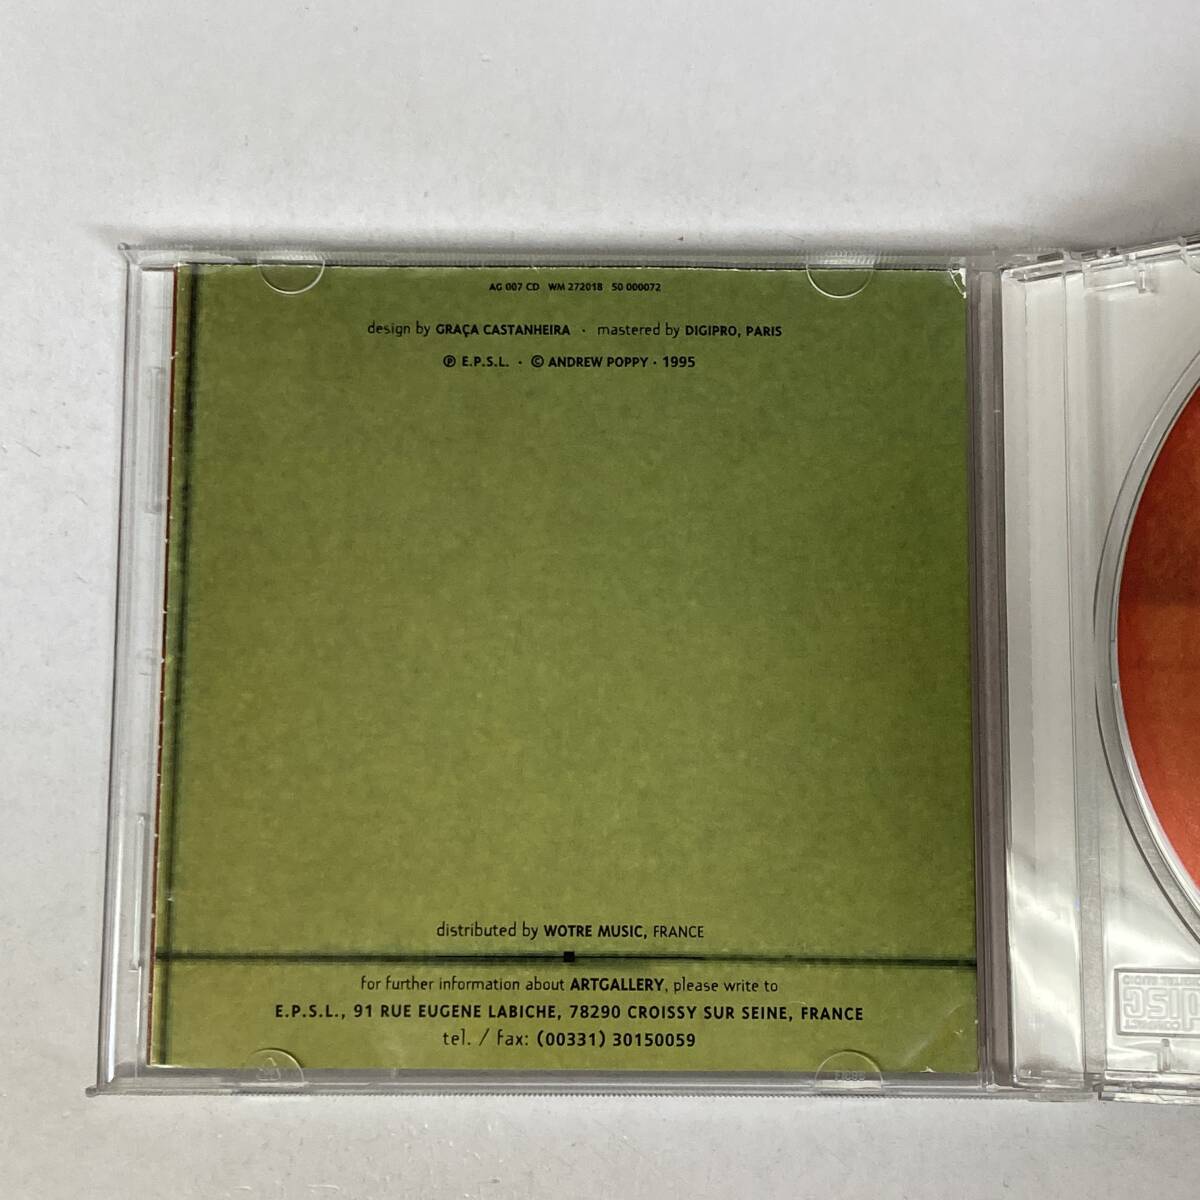 AG 007 CD WM 272018 50 000072
design by GRAÇA CASTANHEIRA · mastered by DIGIPRO, PARIS
℗ E.P.S.L. · © ANDREW POPPY · 1995
distributed by WOTRE MUSIC, FRANCE
for further information about ARTGALLERY, please write to
E.P.S.L., 91 RUE EUGENE LABICHE, 78290 CROISSY SUR SEINE, FRANCE
tel. / fax: (00331) 30150059